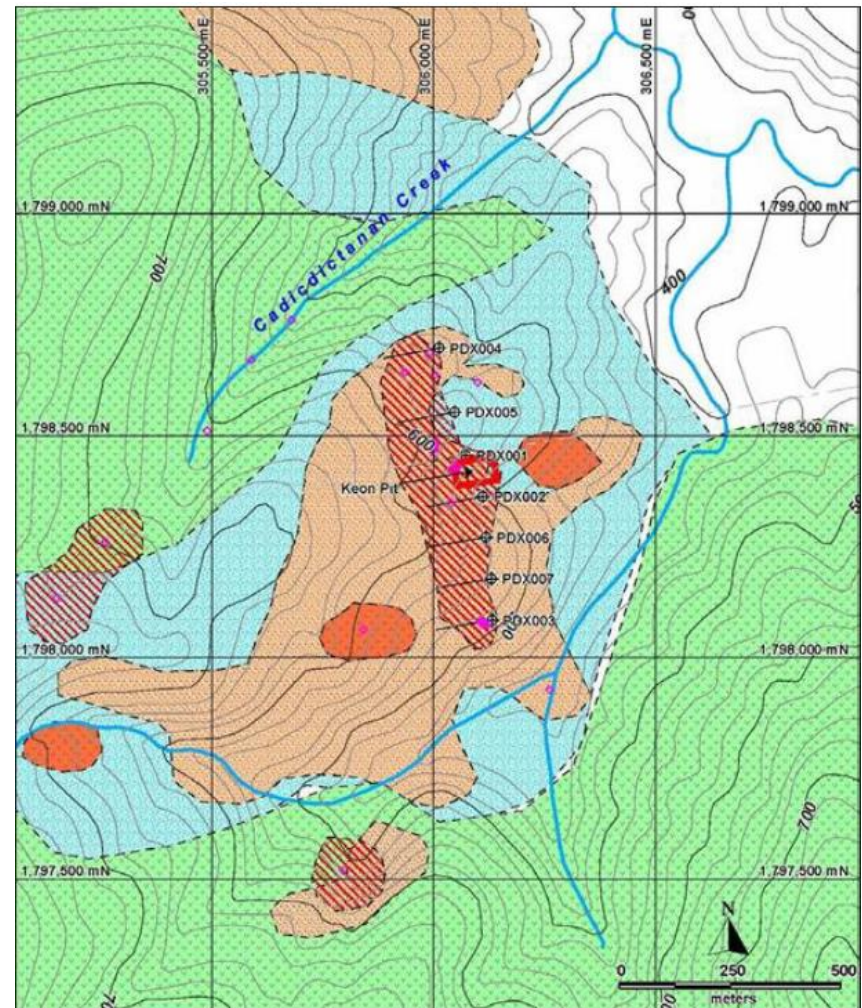 305,500 mE
306,000 mE
306,500 mE
1,799,000 mN
1,799,000 mN
Cadicdictanan Creek
700
400
PDX004
PDX005
1,798,500 mN
1,798,500 mN
600
PDX001
Keon Pit
PDX002
PDX006
PDX007
PDX003
1,798,000 mN
1,798,000 mN
700
1,797,500 mN
1,797,500 mN
N
0 250 500
meters